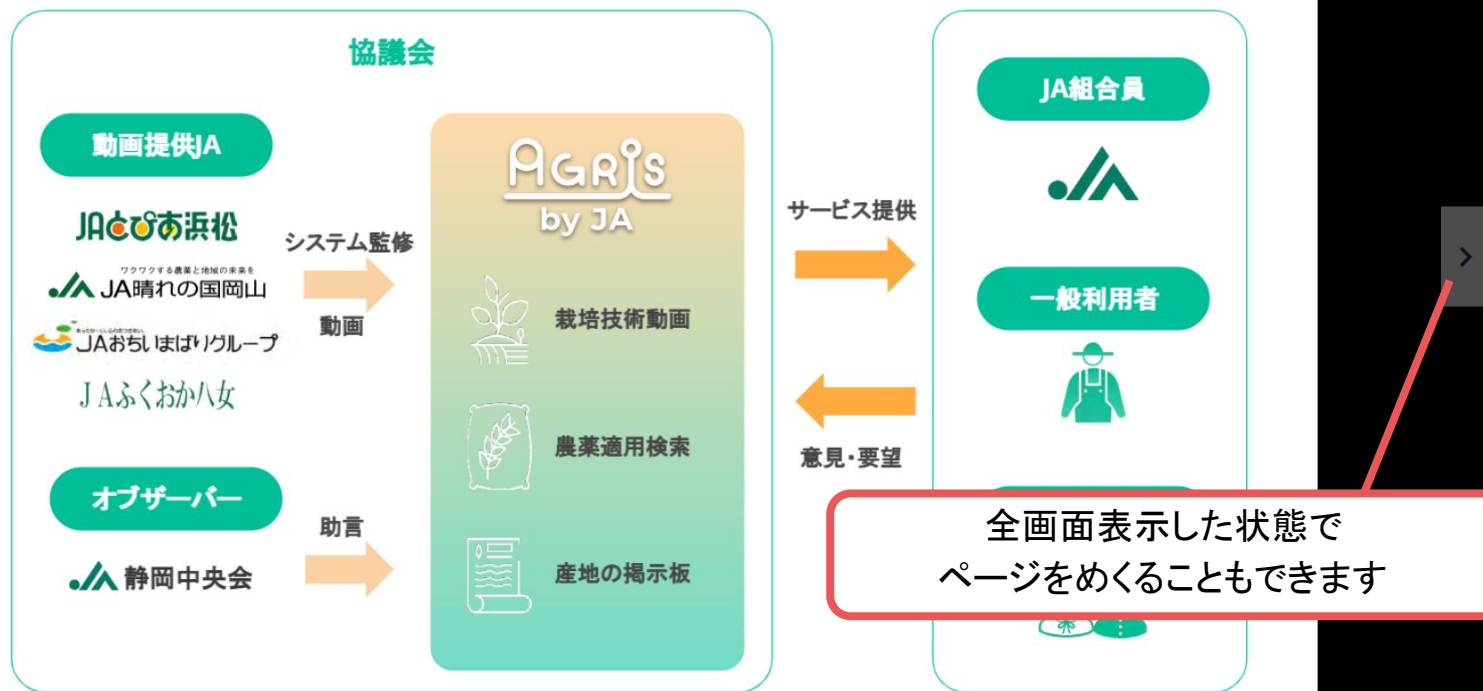 協議会
動画提供JA
JAとぴあ浜松
ワクワクする農業と地域の未来を
JA晴れの国岡山
JAおちいまばりグループ
JAふくおか八女
オブザーバー
静岡中央会
システム監修
動画
助言
AGRIS
by JA
栽培技術動画
農薬適用検索
産地の掲示板
サービス提供
意見・要望
JA組合員
一般利用者
全画面表示した状態で
ページをめくることもできます